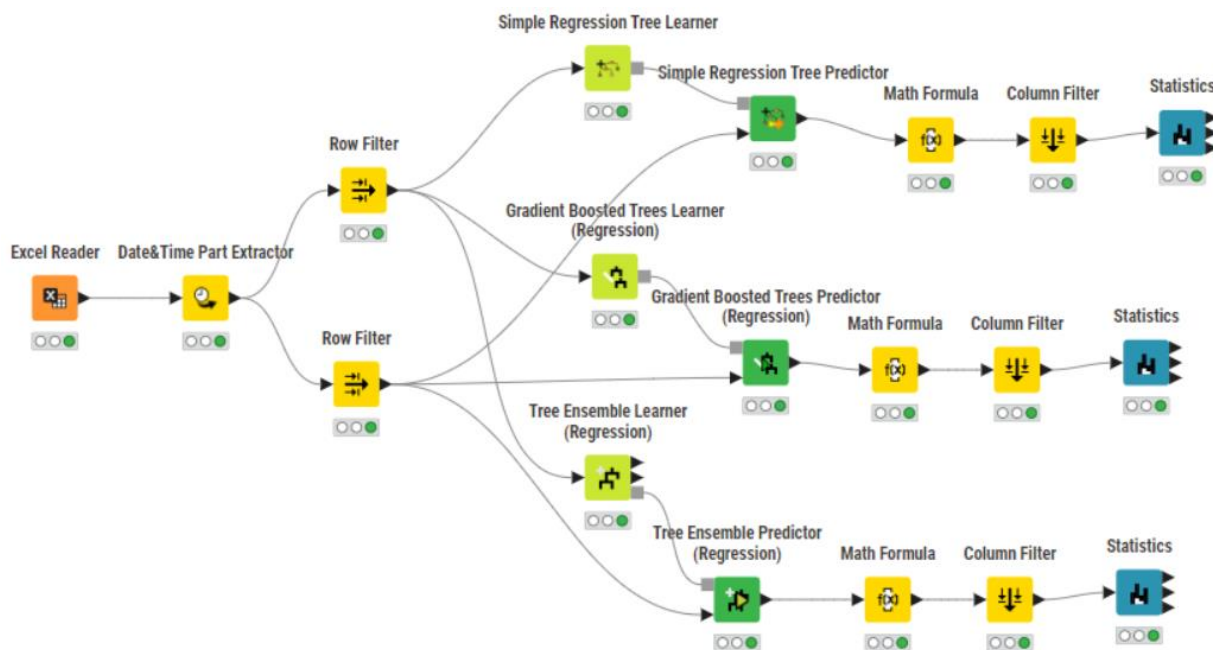 Simple Regression Tree Learner
Simple Regression Tree Predictor
Math Formula
Column Filter
Statistics
Row Filter
Gradient Boosted Trees Learner
(Regression)
Excel Reader
Date&Time Part Extractor
Gradient Boosted Trees Predictor
(Regression)
Math Formula
Column Filter
Statistics
Row Filter
Tree Ensemble Learner
(Regression)
Tree Ensemble Predictor
(Regression)
Math Formula
Column Filter
Statistics
f(x)
f(x)
f(x)
X